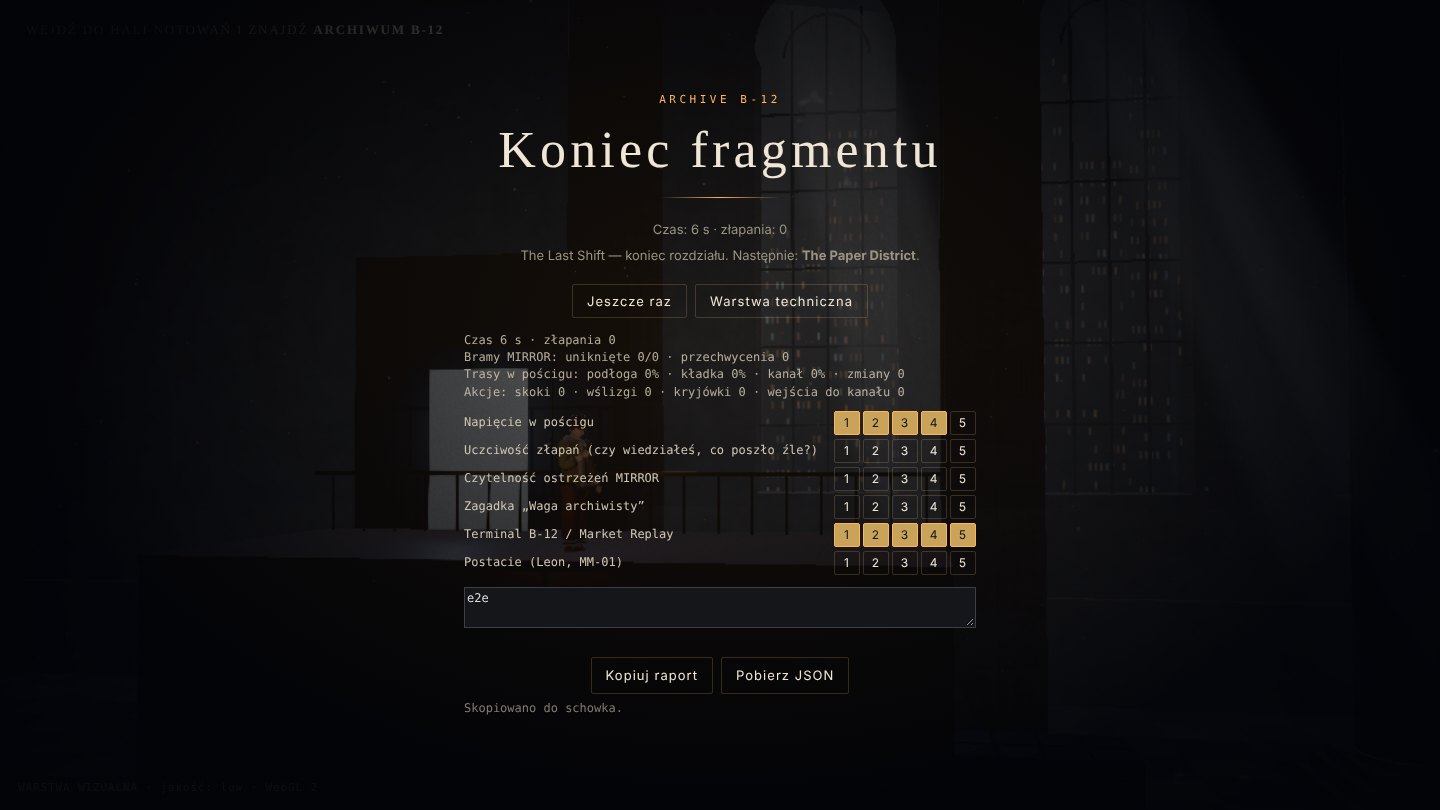 WEJDŹ DO HALI NOTOWAŃ I ZNAJDŹ ARCHIWUM B-12
ARCHIVE B-12
Koniec fragmentu
Czas: 6 s · złapania: 0
The Last Shift — koniec rozdziału. Następnie: The Paper District.
Jeszcze raz
Warstwa techniczna
Czas 6 s · złapania 0
Bramy MIRROR: uniknięte 0/0 · przechwycenia 0
Trasy w pościgu: podłoga 0% · kładka 0% · kanał 0% · zmiany 0
Akcje: skoki 0 · wślizgi 0 · kryjówki 0 · wejścia do kanału 0
Napięcie w pościgu 1 2 3 4 5
Uczciwość złapań (czy wiedziałeś, co poszło źle?) 1 2 3 4 5
Czytelność ostrzeżeń MIRROR 1 2 3 4 5
Zagadka „Waga archiwisty” 1 2 3 4 5
Terminal B-12 / Market Replay 1 2 3 4 5
Postacie (Leon, MM-01) 1 2 3 4 5
e2e
Kopiuj raport
Pobierz JSON
Skopiowano do schowka.
WARSTWA WIZUALNA · jakość: low · WebGL 2